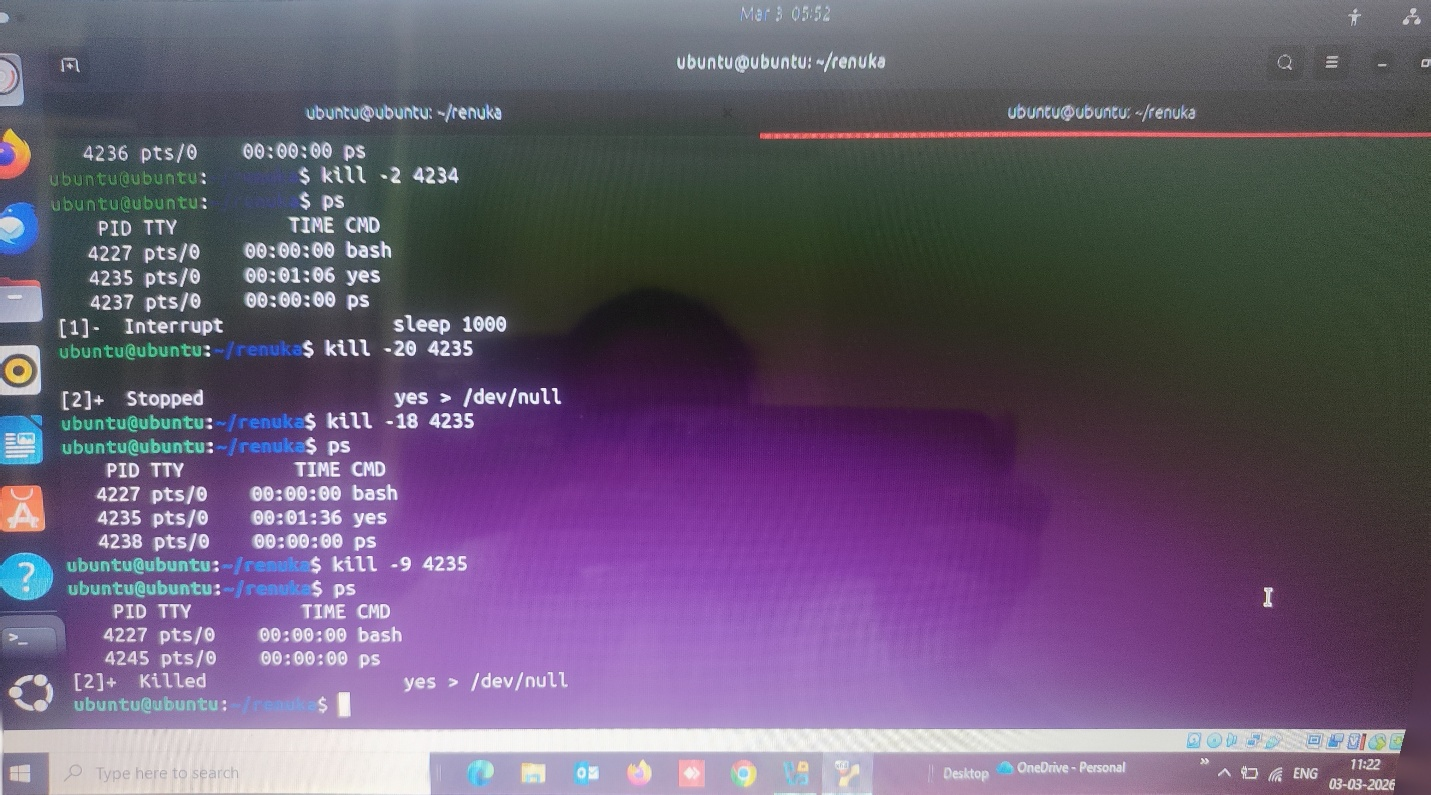 Mar 3 05:52
ubuntu@ubuntu: ~/renuka
ubuntu@ubuntu: ~/renuka
ubuntu@ubuntu: ~/renuka
4236 pts/0 00:00:00 ps
ubuntu@ubuntu:~/renuka$ kill -2 4234
ubuntu@ubuntu:~/renuka$ ps
PID TTY TIME CMD
4227 pts/0 00:00:00 bash
4235 pts/0 00:01:06 yes
4237 pts/0 00:00:00 ps
[1]- Interrupt sleep 1000
ubuntu@ubuntu:~/renuka$ kill -20 4235
[2]+ Stopped yes > /dev/null
ubuntu@ubuntu:~/renuka$ kill -18 4235
ubuntu@ubuntu:~/renuka$ ps
PID TTY TIME CMD
4227 pts/0 00:00:00 bash
4235 pts/0 00:01:36 yes
4238 pts/0 00:00:00 ps
ubuntu@ubuntu:~/renuka$ kill -9 4235
ubuntu@ubuntu:~/renuka$ ps
PID TTY TIME CMD
4227 pts/0 00:00:00 bash
4245 pts/0 00:00:00 ps
[2]+ Killed yes > /dev/null
ubuntu@ubuntu:~/renuka$
Type here to search
Desktop
OneDrive - Personal
ENG
11:22
03-03-2026